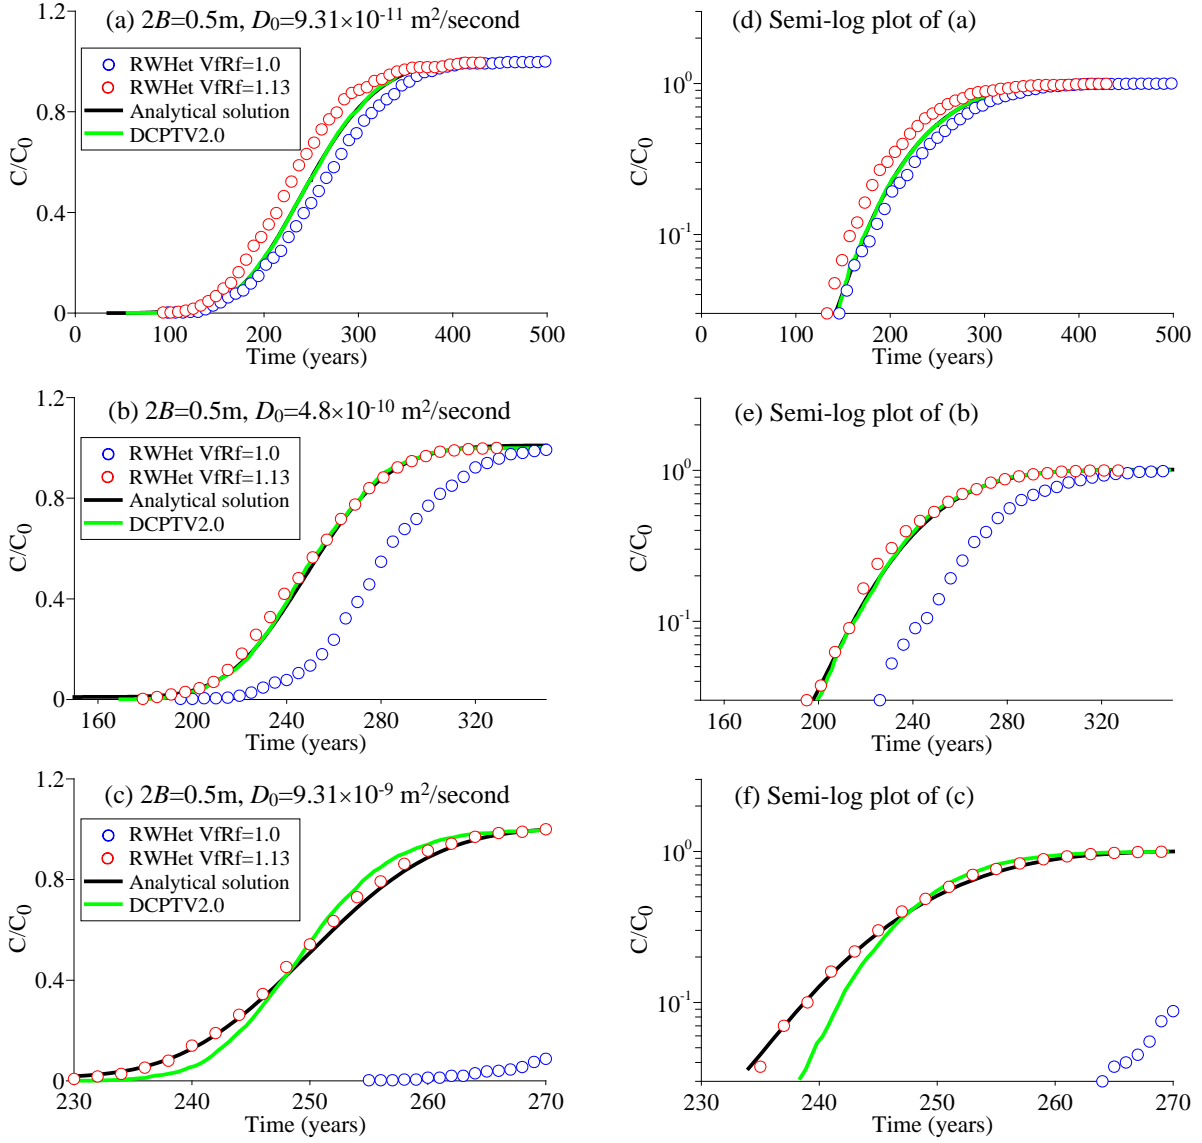 (a) 2B=0.5m, D₀=9.31×10⁻¹¹ m²/second
1.2
0.8
0.4
0
C/C₀
RWHet VfRf=1.0
RWHet VfRf=1.13
Analytical solution
DCPTV2.0
0 100 200 300 400 500
Time (years)
(d) Semi-log plot of (a)
10⁰
10⁻¹
C/C₀
0 100 200 300 400 500
Time (years)
(b) 2B=0.5m, D₀=4.8×10⁻¹⁰ m²/second
1.2
0.8
0.4
0
C/C₀
RWHet VfRf=1.0
RWHet VfRf=1.13
Analytical solution
DCPTV2.0
160 200 240 280 320
Time (years)
(e) Semi-log plot of (b)
10⁰
10⁻¹
C/C₀
160 200 240 280 320
Time (years)
(c) 2B=0.5m, D₀=9.31×10⁻⁹ m²/second
1.2
0.8
0.4
0
C/C₀
RWHet VfRf=1.0
RWHet VfRf=1.13
Analytical solution
DCPTV2.0
230 240 250 260 270
Time (years)
(f) Semi-log plot of (c)
10⁰
10⁻¹
C/C₀
230 240 250 260 270
Time (years)